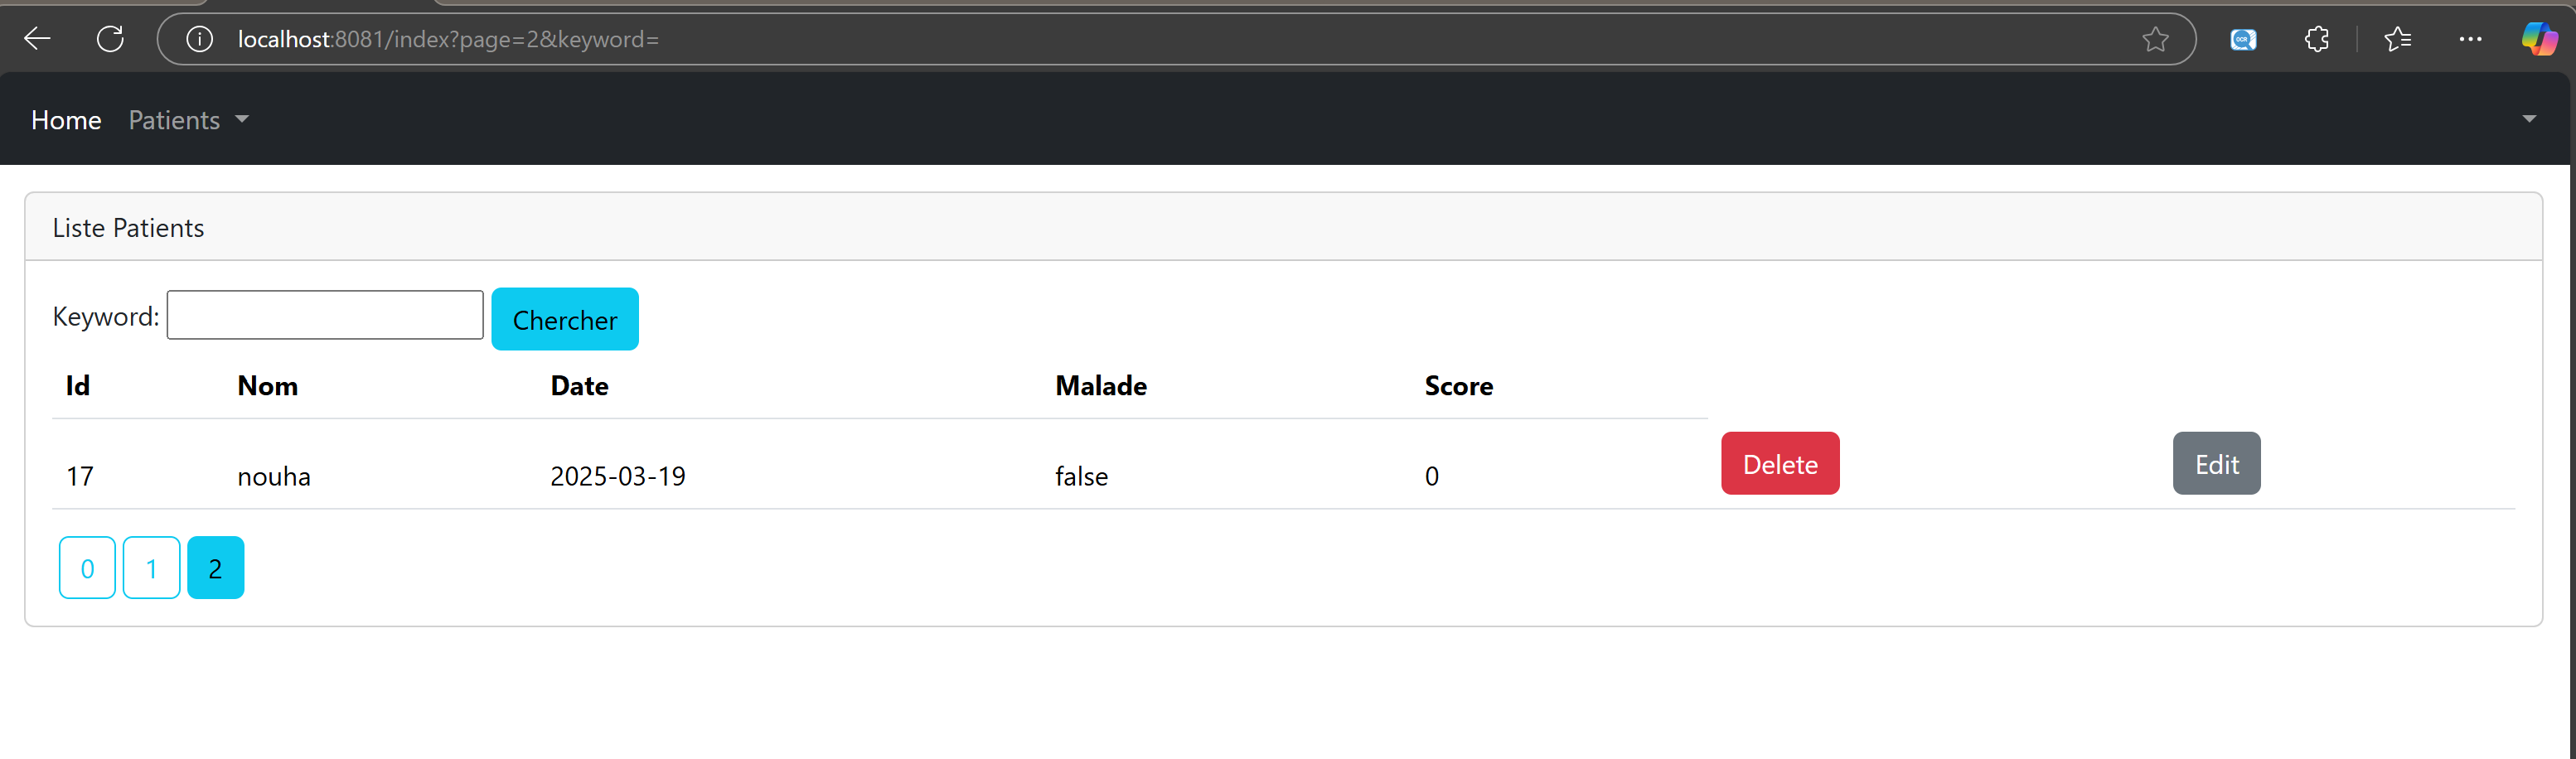 localhost:8081/index?page=2&keyword=
Home Patients
Liste Patients
Keyword: Chercher
Id Nom Date Malade Score
17 nouha 2025-03-19 false 0 Delete Edit
0 1 2